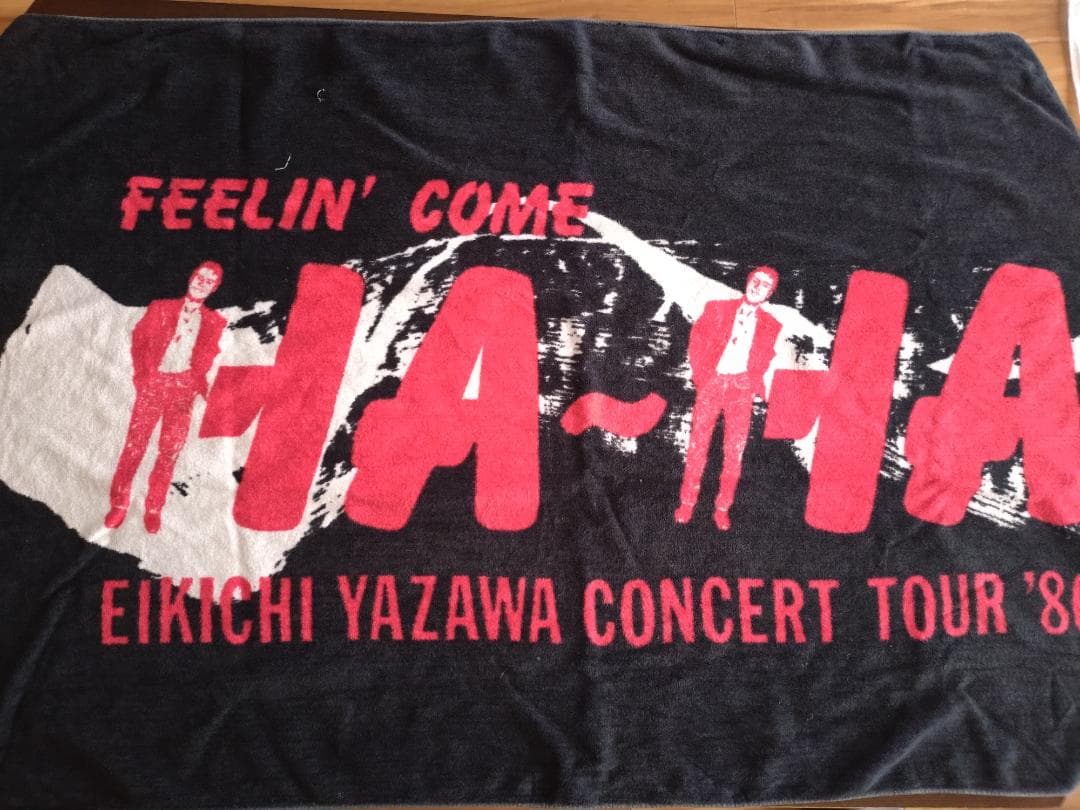 FEELIN' COME
HA~HA
EIKICHI YAZAWA CONCERT TOUR '8